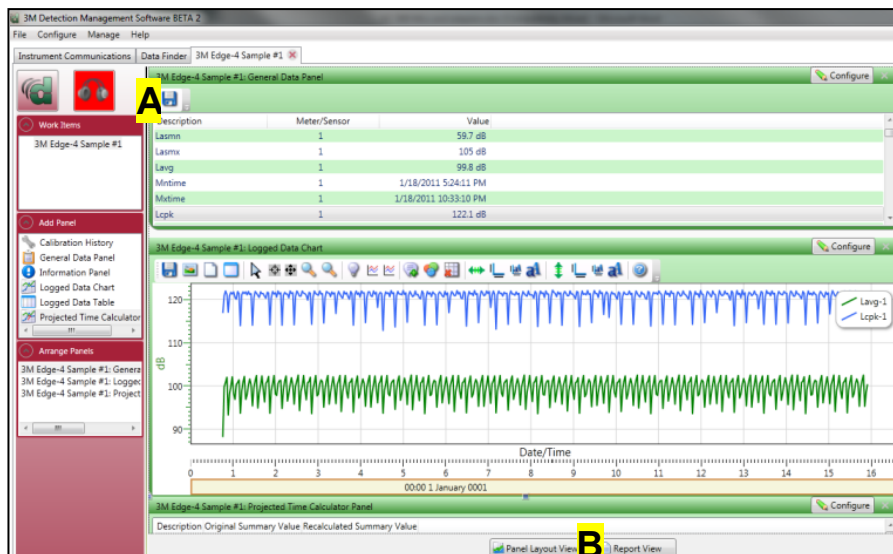 3M Detection Management Software BETA 2
File Configure Manage Help
Instrument Communications Data Finder 3M Edge-4 Sample #1
3M Edge-4 Sample #1: General Data Panel Configure
A
Work Items
3M Edge-4 Sample #1
Description Meter/Sensor Value
Lasmn 1 59.7 dB
Lasmx 1 105 dB
Lavg 1 99.8 dB
Mntime 1 1/18/2011 5:24:11 PM
Mxtime 1 1/18/2011 10:33:10 PM
Lcpk 1 122.1 dB
Add Panel
Calibration History
General Data Panel
Information Panel
Logged Data Chart
Logged Data Table
Projected Time Calculator
Arrange Panels
3M Edge-4 Sample #1: Genera
3M Edge-4 Sample #1: Logged
3M Edge-4 Sample #1: Project
3M Edge-4 Sample #1: Logged Data Chart Configure
120
110
100
90
dB
Lavg-1
Lcpk-1
Date/Time
0 1 2 3 4 5 6 7 8 9 10 11 12 13 14 15 16
00:00 1 January 0001
3M Edge-4 Sample #1: Projected Time Calculator Panel Configure
Description Original Summary Value Recalculated Summary Value
Panel Layout View B Report View